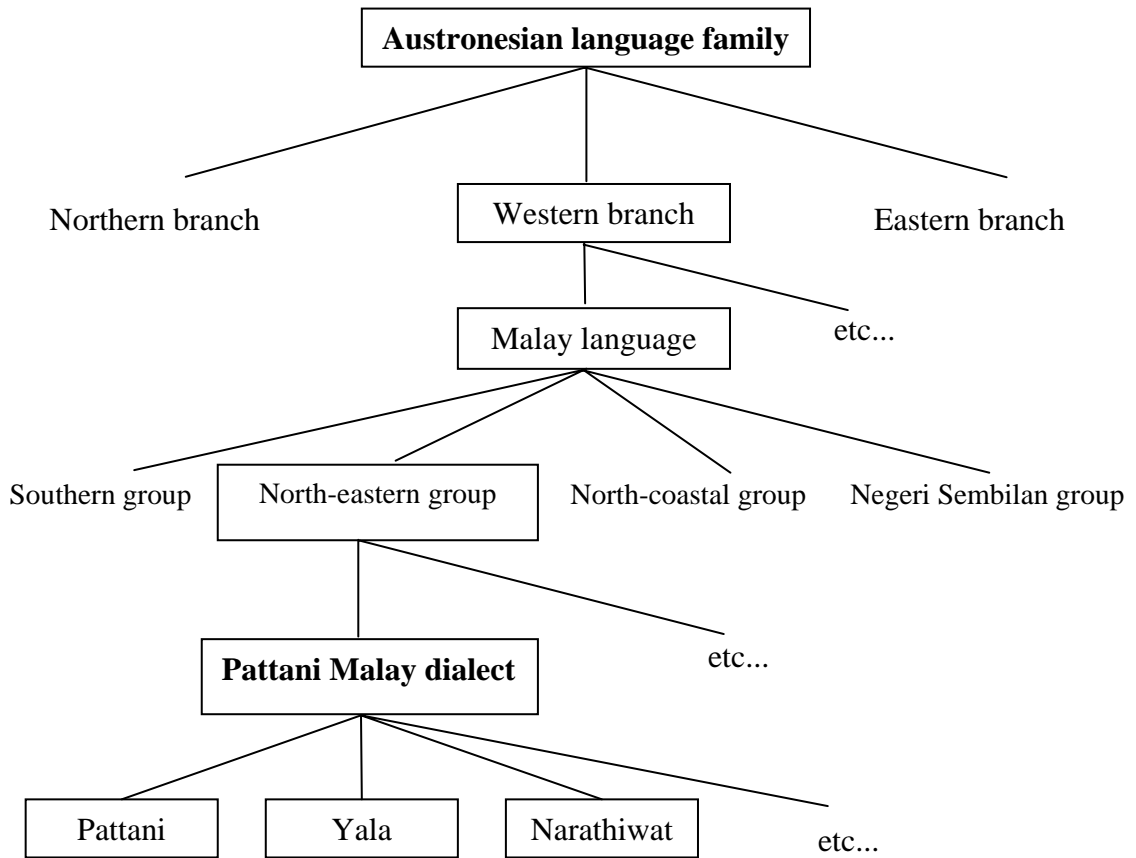 Austronesian language family
Northern branch
Western branch
Eastern branch
Malay language
etc...
Southern group
North-eastern group
North-coastal group
Negeri Sembilan group
Pattani Malay dialect
etc...
Pattani
Yala
Narathiwat
etc...